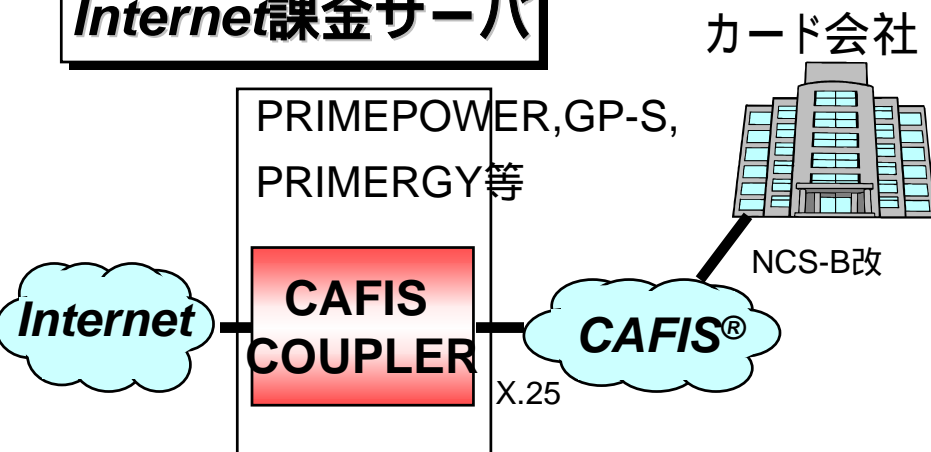 Internet課金サーバ
カード会社
PRIMEPOWER,GP-S,
PRIMERGY等
NCS-B改
Internet
CAFIS
COUPLER
CAFIS®
X.25